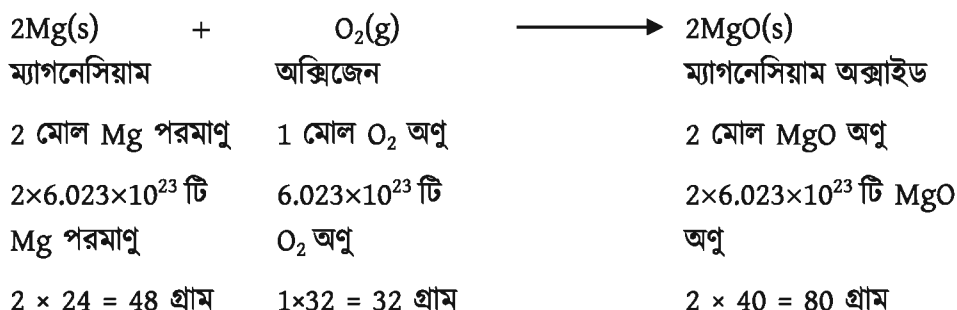 2Mg(s) + O₂(g) ⟶ 2MgO(s)
ম্যাগনেসিয়াম অক্সিজেন ম্যাগনেসিয়াম অক্সাইড
2 মোল Mg পরমাণু 1 মোল O₂ অণু 2 মোল MgO অণু
2×6.023×10²³ টি 6.023×10²³ টি 2×6.023×10²³ টি MgO
Mg পরমাণু O₂ অণু অণু
2 × 24 = 48 গ্রাম 1×32 = 32 গ্রাম 2 × 40 = 80 গ্রাম